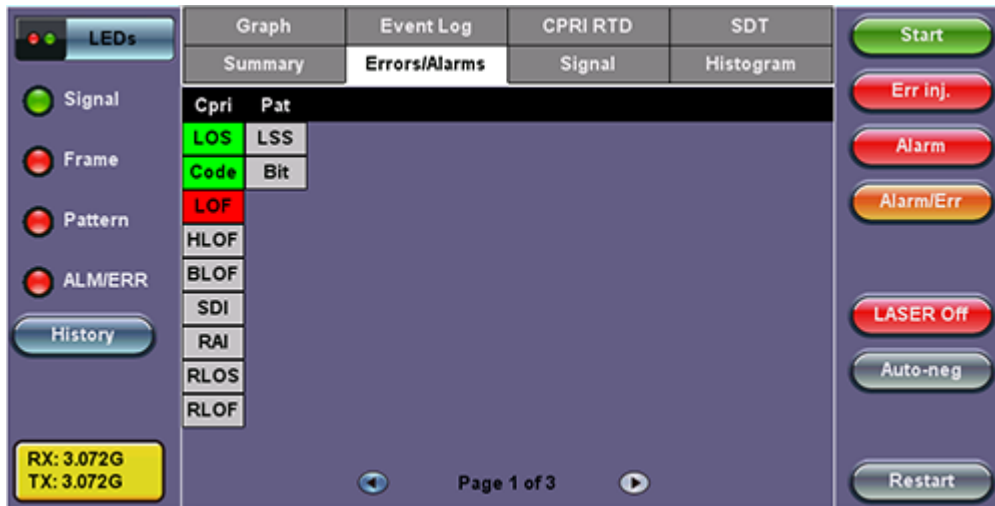 LEDs
Signal
Frame
Pattern
ALM/ERR
History
RX: 3.072G
TX: 3.072G
Graph Event Log CPRI RTD SDT
Summary Errors/Alarms Signal Histogram
Cpri Pat
LOS LSS
Code Bit
LOF
HLOF
BLOF
SDI
RAI
RLOS
RLOF
Page 1 of 3
Start
Err inj.
Alarm
Alarm/Err
LASER Off
Auto-neg
Restart